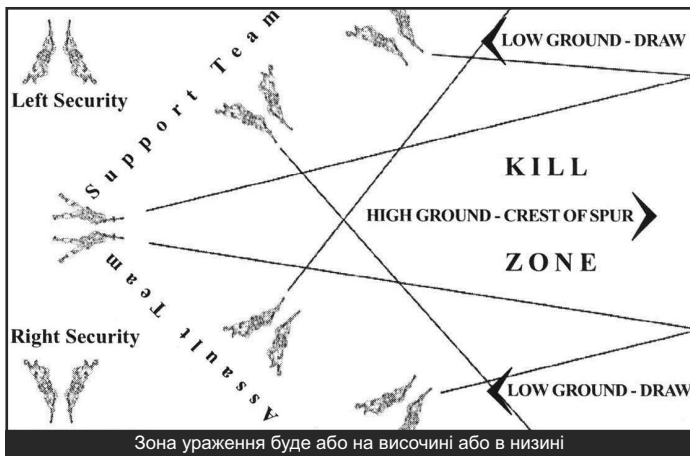 LOW GROUND - DRAW
Left Security
Support Team
KILL
HIGH GROUND - CREST OF SPUR
ZONE
Assault Team
Right Security
LOW GROUND - DRAW
Зона ураження буде або на височині або в низині